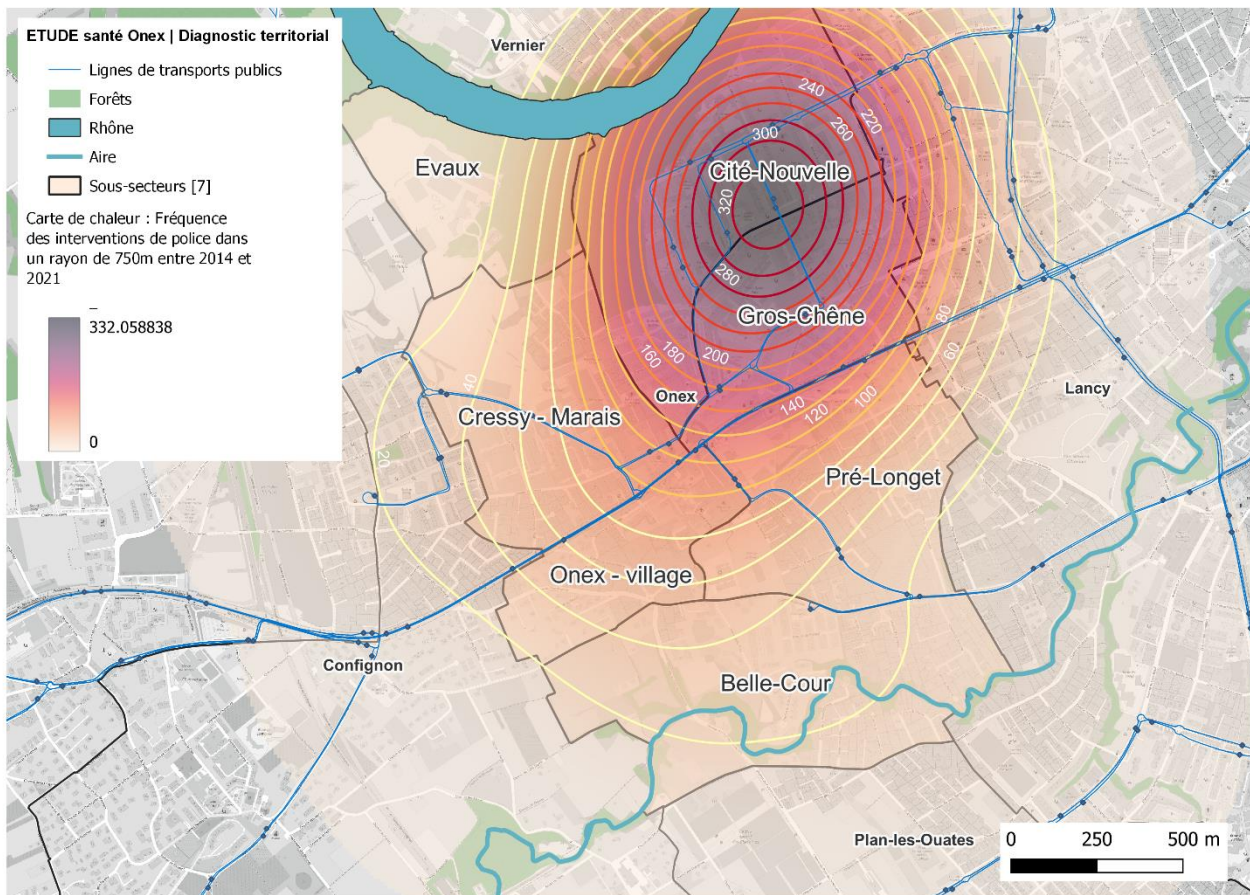 ETUDE santé Onex | Diagnostic territorial
Lignes de transports publics
Forêts
Rhône
Aire
Sous-secteurs [7]
Carte de chaleur : Fréquence
des interventions de police dans
un rayon de 750m entre 2014 et
2021
332.058838
0
Vernier
Evaux
240
260
220
300
Cité-Nouvelle
320
280
Gros-Chêne
80
60
160
180
200
140
120
100
Onex
Lancy
40
Cressy - Marais
20
Pré-Longet
Onex - village
Confignon
Belle-Cour
Plan-les-Ouates
0 250 500 m